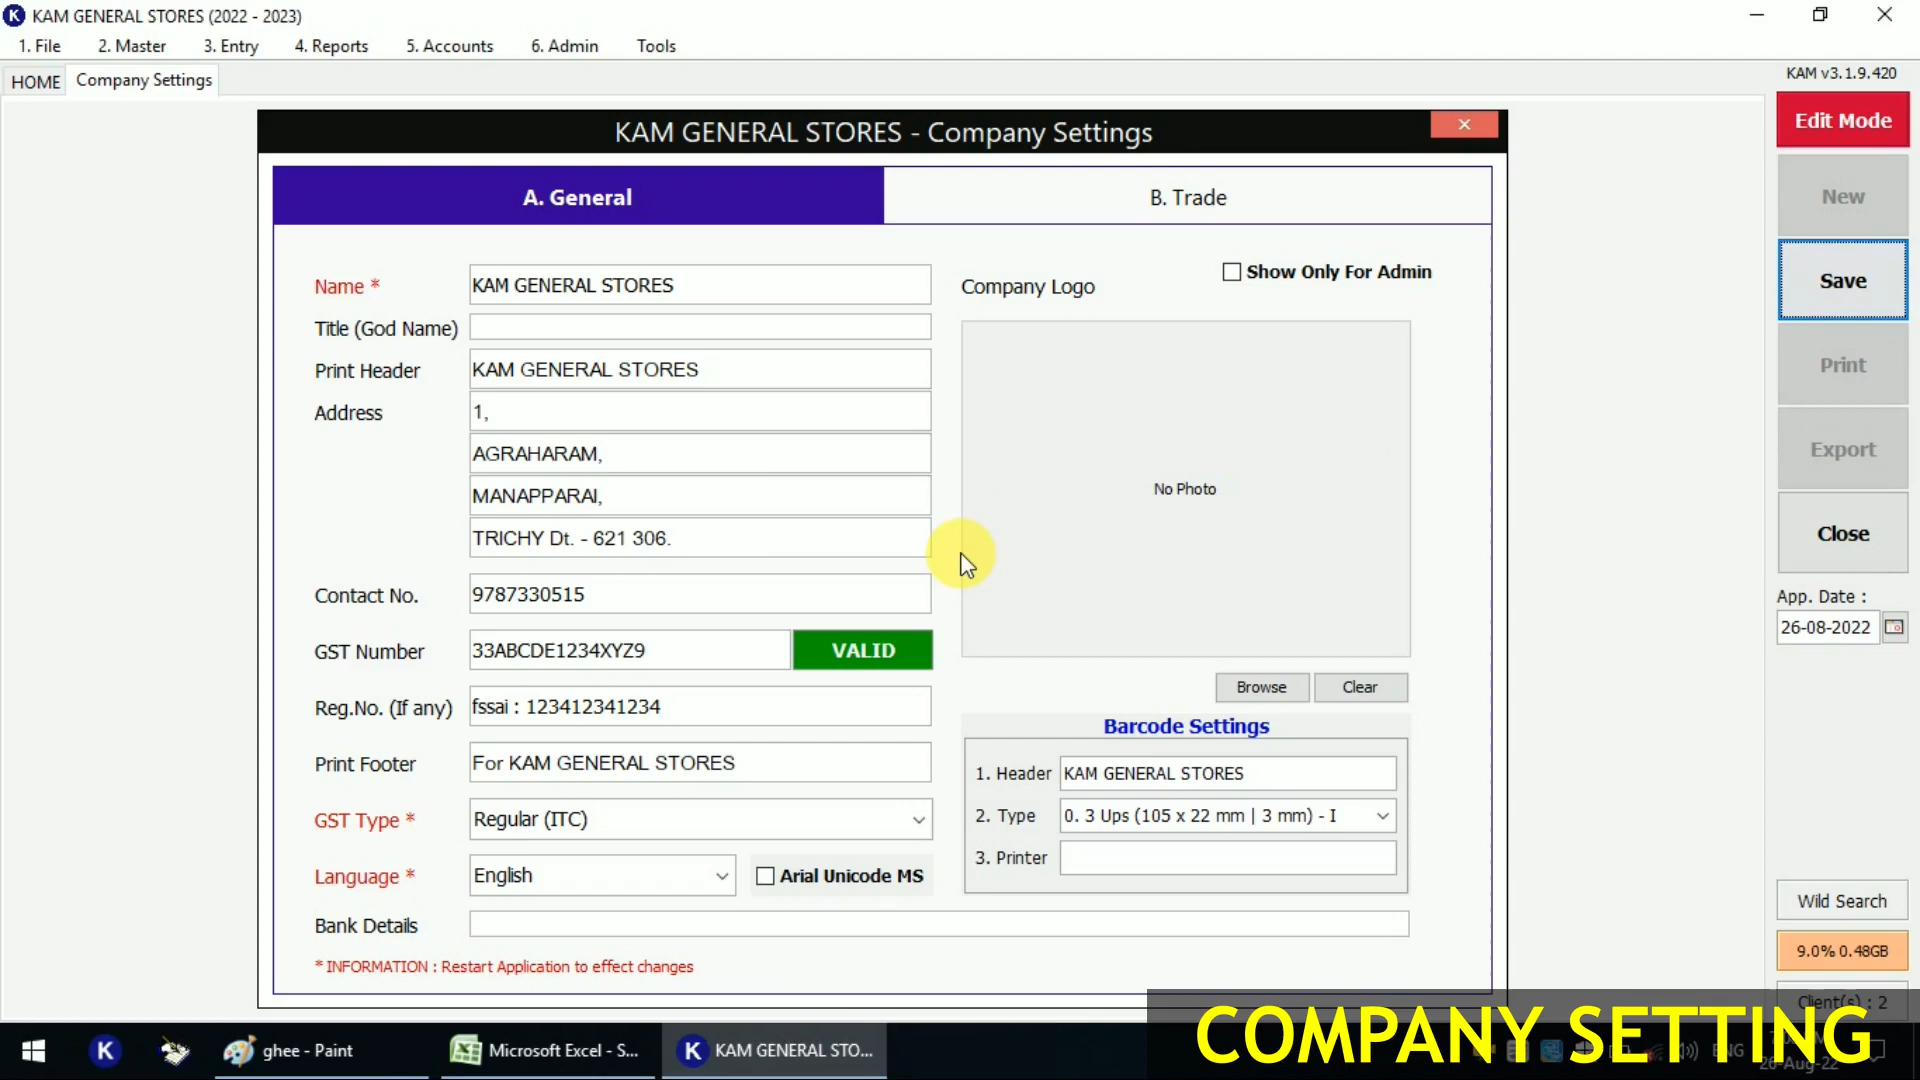 KAM GENERAL STORES (2022 - 2023)
1. File 2. Master 3. Entry 4. Reports 5. Accounts 6. Admin Tools
HOME Company Settings
KAM v3.1.9.420
KAM GENERAL STORES - Company Settings
Edit Mode
New
Save
Print
Export
Close
App. Date :
26-08-2022
A. General B. Trade
Name * KAM GENERAL STORES
Title (God Name)
Print Header KAM GENERAL STORES
Address 1,
AGRAHARAM,
MANAPPARAI,
TRICHY Dt. - 621 306.
Contact No. 9787330515
GST Number 33ABCDE1234XYZ9 VALID
Reg.No. (If any) fssai : 123412341234
Print Footer For KAM GENERAL STORES
GST Type * Regular (ITC)
Language * English Arial Unicode MS
Bank Details
* INFORMATION : Restart Application to effect changes
Company Logo Show Only For Admin
No Photo
Browse Clear
Barcode Settings
1. Header KAM GENERAL STORES
2. Type 0. 3 Ups (105 x 22 mm | 3 mm) - I
3. Printer
Wild Search
9.0% 0.48GB
Client(s) : 2
COMPANY SETTING
ghee - Paint Microsoft Excel - S... KAM GENERAL STO...
ENG
26-Aug-22